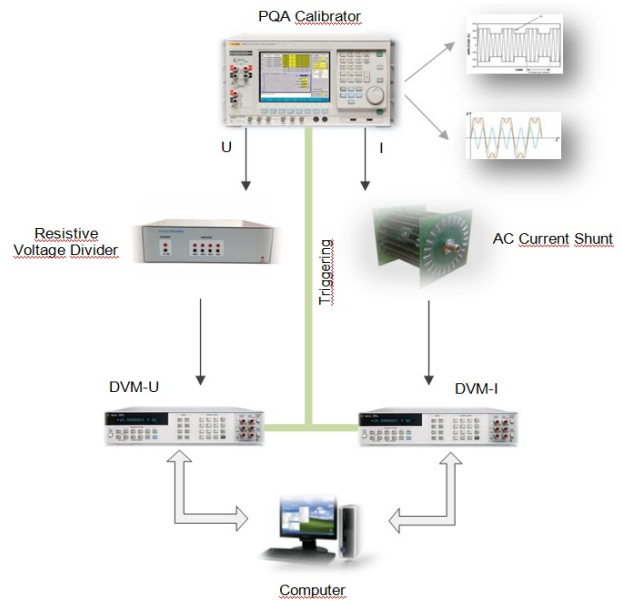 PQA Calibrator
U
I
Resistive
Voltage Divider
Triggering
AC Current Shunt
DVM-U
DVM-I
Computer